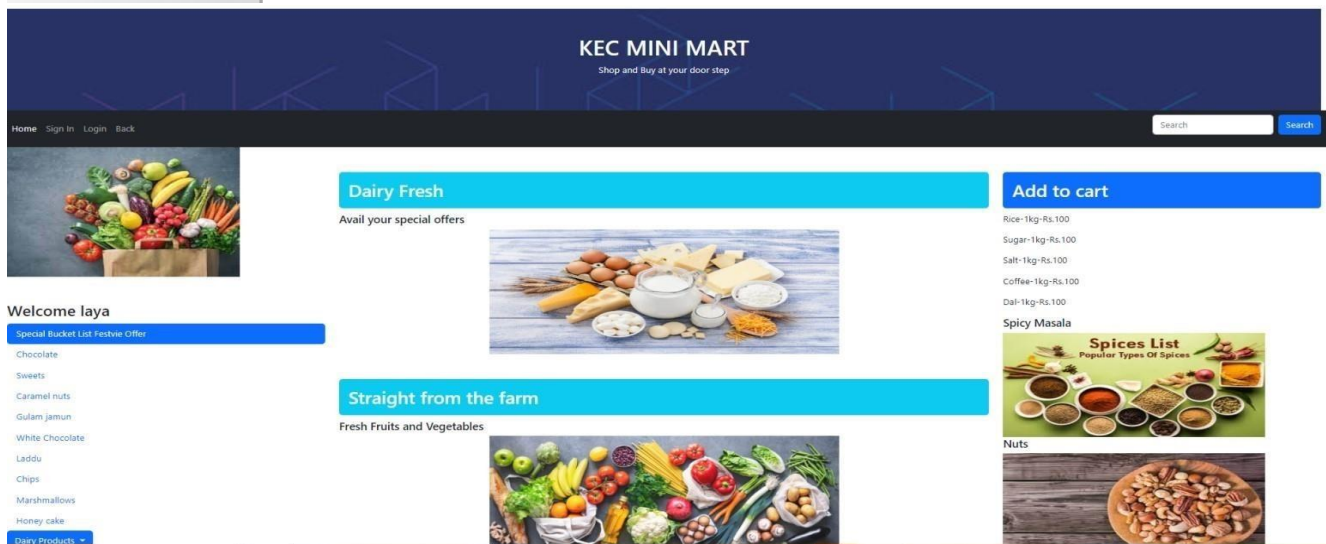 KEC MINI MART
Shop and Buy at your door step
Home Sign In Login Back
Search Search
Welcome laya
Special Bucket List Festvie Offer
Chocolate
Sweets
Caramel nuts
Gulam jamun
White Chocolate
Laddu
Chips
Marshmallows
Honey cake
Dairy Products
Dairy Fresh
Avail your special offers
Straight from the farm
Fresh Fruits and Vegetables
Add to cart
Rice-1kg-Rs.100
Sugar-1kg-Rs.100
Salt-1kg-Rs.100
Coffee-1kg-Rs.100
Dal-1kg-Rs.100
Spicy Masala
Spices List
Popular Types Of Spices
Nuts